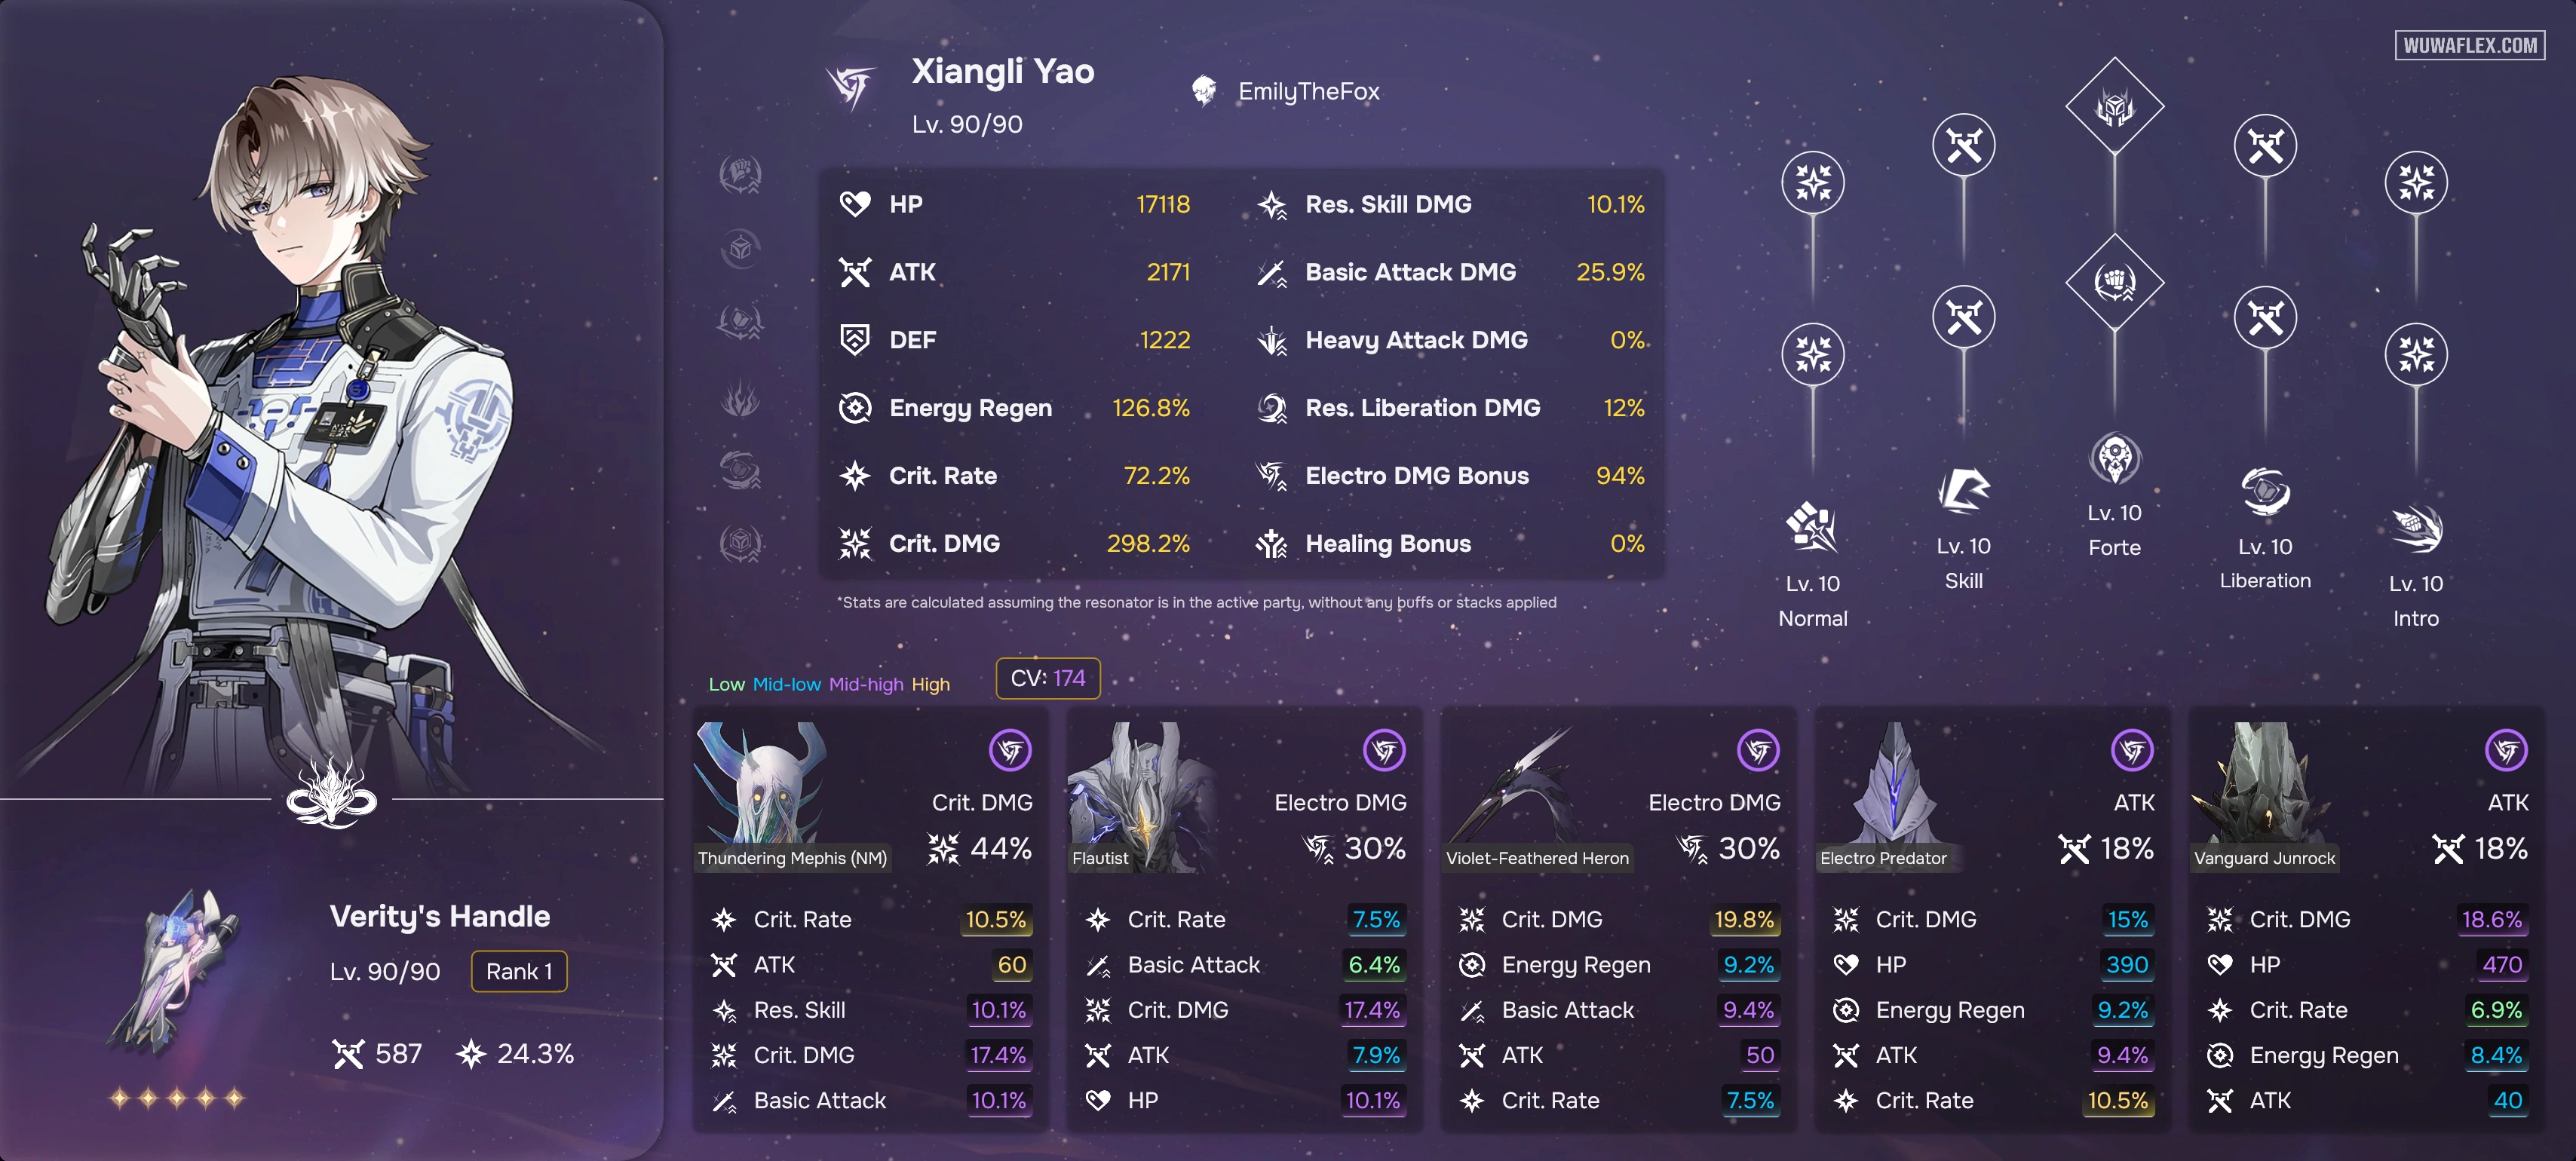 WUWAFLEX.COM
Xiangli Yao
EmilyTheFox
Lv. 90/90
HP 17118 Res. Skill DMG 10.1%
ATK 2171 Basic Attack DMG 25.9%
DEF 1222 Heavy Attack DMG 0%
Energy Regen 126.8% Res. Liberation DMG 12%
Crit. Rate 72.2% Electro DMG Bonus 94%
Crit. DMG 298.2% Healing Bonus 0%
*Stats are calculated assuming the resonator is in the active party, without any buffs or stacks applied
Lv. 10
Normal
Lv. 10
Skill
Lv. 10
Forte
Lv. 10
Liberation
Lv. 10
Intro
Verity's Handle
Lv. 90/90 Rank 1
587 24.3%
Low Mid-low Mid-high High
CV: 174
Thundering Mephis (NM)
Crit. DMG
44%
Crit. Rate 10.5%
ATK 60
Res. Skill 10.1%
Crit. DMG 17.4%
Basic Attack 10.1%
Flautist
Electro DMG
30%
Crit. Rate 7.5%
Basic Attack 6.4%
Crit. DMG 17.4%
ATK 7.9%
HP 10.1%
Violet-Feathered Heron
Electro DMG
30%
Crit. DMG 19.8%
Energy Regen 9.2%
Basic Attack 9.4%
ATK 50
Crit. Rate 7.5%
Electro Predator
ATK
18%
Crit. DMG 15%
HP 390
Energy Regen 9.2%
ATK 9.4%
Crit. Rate 10.5%
Vanguard Junrock
ATK
18%
Crit. DMG 18.6%
HP 470
Crit. Rate 6.9%
Energy Regen 8.4%
ATK 40